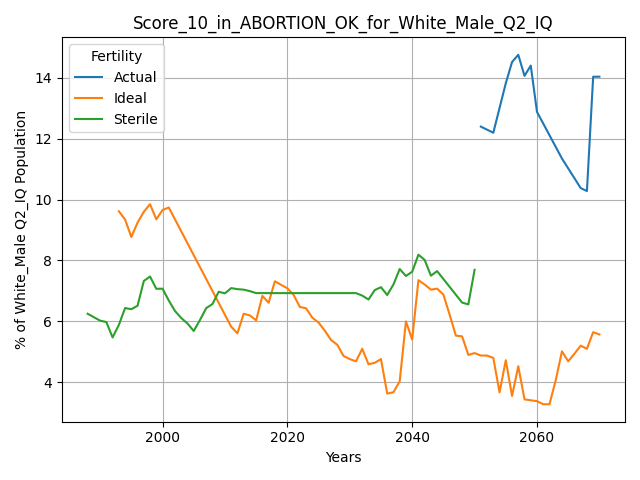 Score_10_in_ABORTION_OK_for_White_Male_Q2_IQ
Fertility
Actual
Ideal
Sterile
% of White_Male Q2_IQ Population
14
12
10
8
6
4
2000
2020
2040
2060
Years